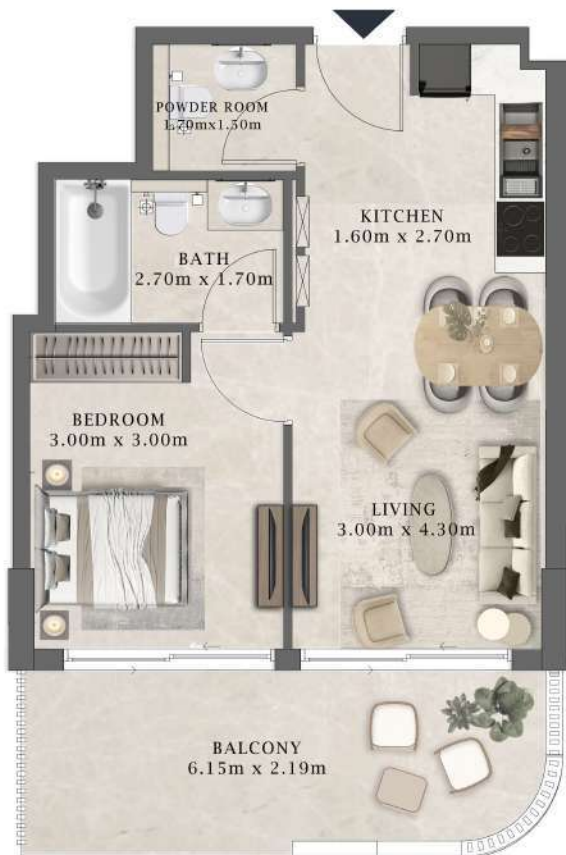 POWDER ROOM
1.70mx1.50m
KITCHEN
1.60m x 2.70m
BATH
2.70m x 1.70m
BEDROOM
3.00m x 3.00m
LIVING
3.00m x 4.30m
BALCONY
6.15m x 2.19m